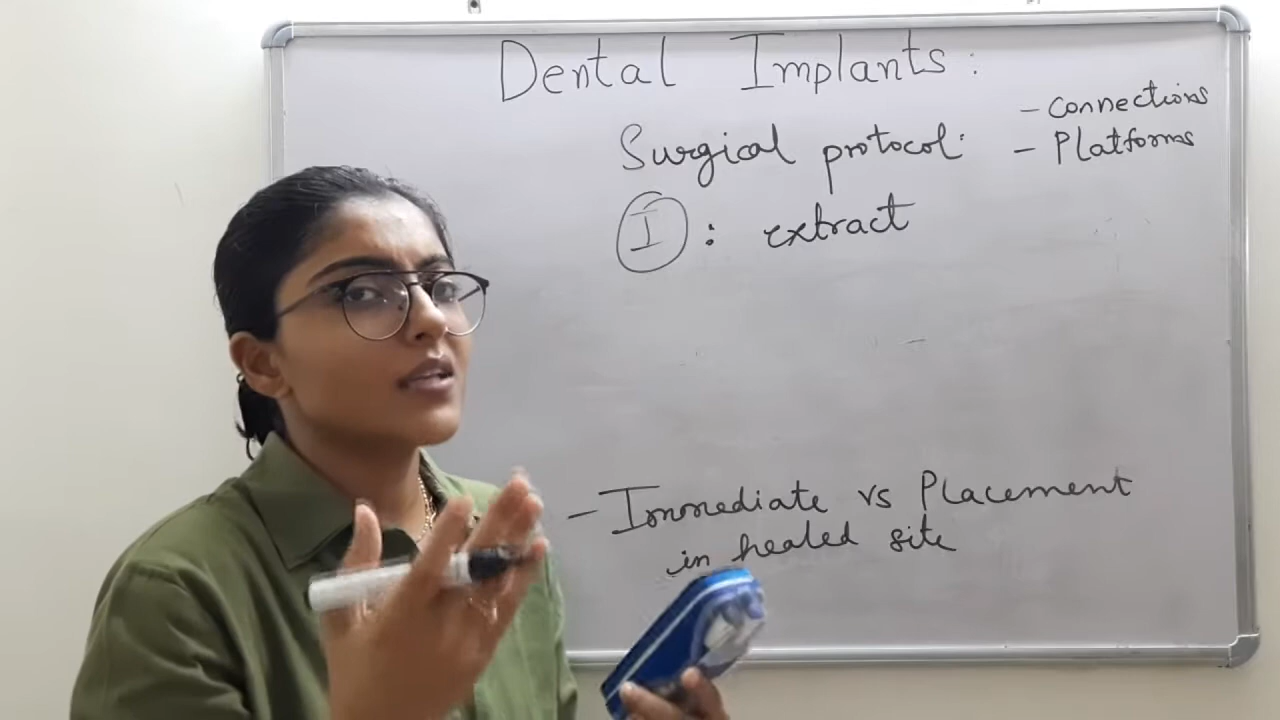 Dental Implants:
- Connections
Surgical protocol:
- Platforms
I : extract
- Immediate vs Placement
in healed site